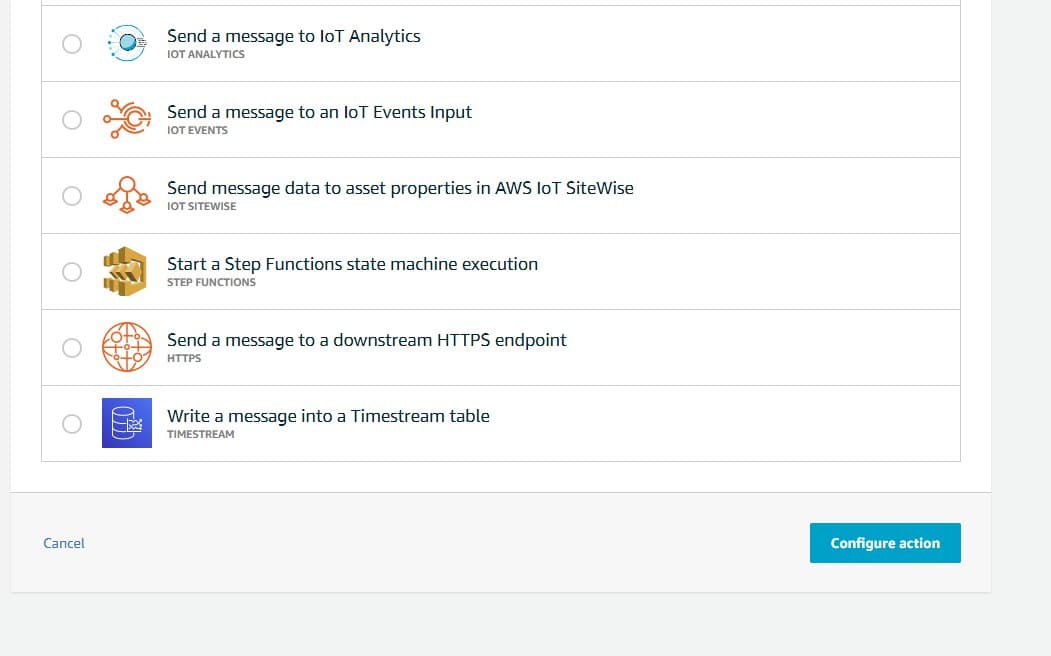 Send a message to IoT Analytics
IOT ANALYTICS
Send a message to an IoT Events Input
IOT EVENTS
Send message data to asset properties in AWS IoT SiteWise
IOT SITEWISE
Start a Step Functions state machine execution
STEP FUNCTIONS
Send a message to a downstream HTTPS endpoint
HTTPS
Write a message into a Timestream table
TIMESTREAM
Cancel
Configure action